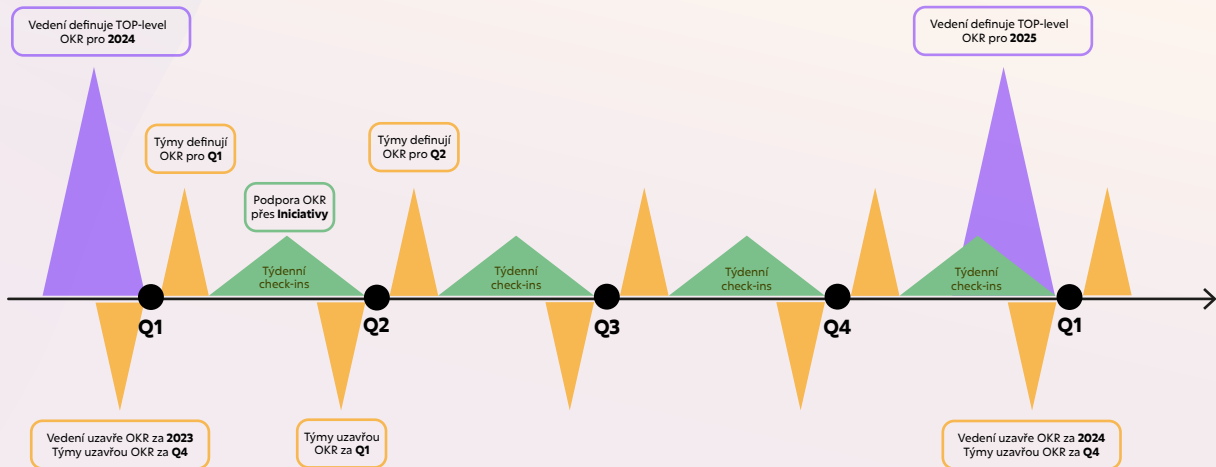 Vedení definuje TOP-level
OKR pro 2024
Vedení definuje TOP-level
OKR pro 2025
Týmy definují
OKR pro Q1
Týmy definují
OKR pro Q2
Podpora OKR
přes Iniciativy
Týdenní
check-ins
Týdenní
check-ins
Týdenní
check-ins
Týdenní
check-ins
Q1
Q2
Q3
Q4
Q1
Vedení uzavře OKR za 2023
Týmy uzavřou OKR za Q4
Týmy uzavřou
OKR za Q1
Vedení uzavře OKR za 2024
Týmy uzavřou OKR za Q4